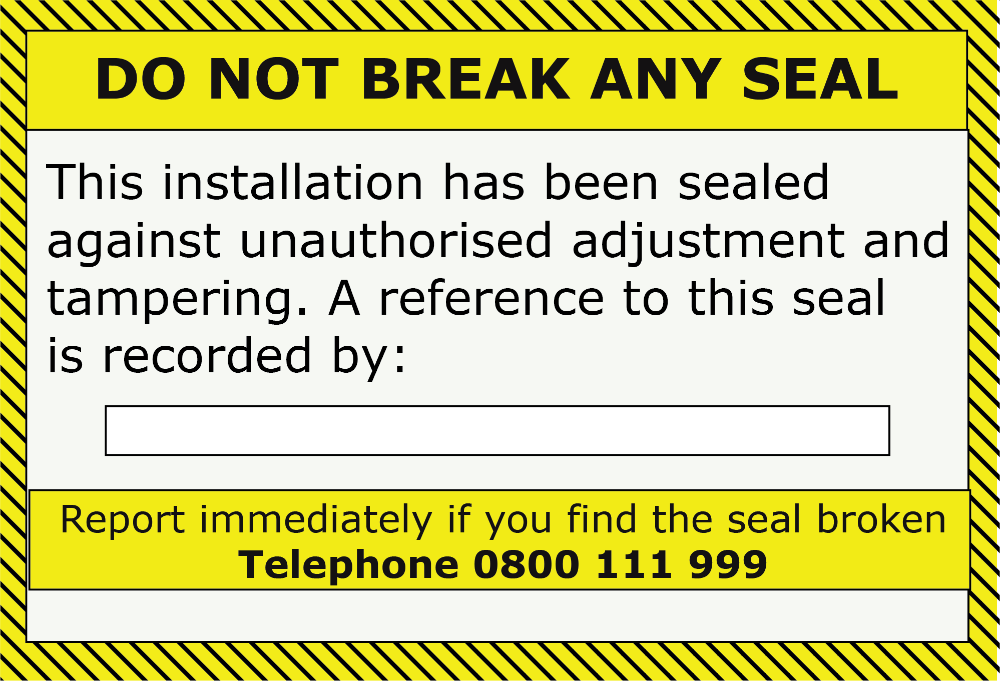 DO NOT BREAK ANY SEAL
This installation has been sealed
against unauthorised adjustment and
tampering. A reference to this seal
is recorded by:
Report immediately if you find the seal broken
Telephone 0800 111 999